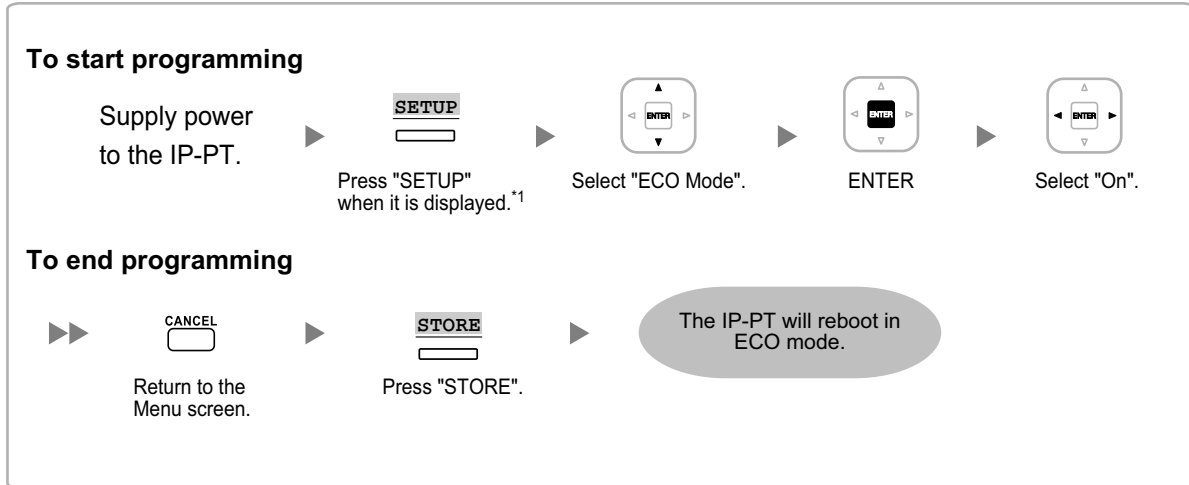 To start programming
Supply power
to the IP-PT.
SETUP
Press "SETUP"
when it is displayed.*1
ENTER
Select "ECO Mode".
ENTER
ENTER
ENTER
Select "On".
To end programming
CANCEL
Return to the
Menu screen.
STORE
Press "STORE".
The IP-PT will reboot in
ECO mode.